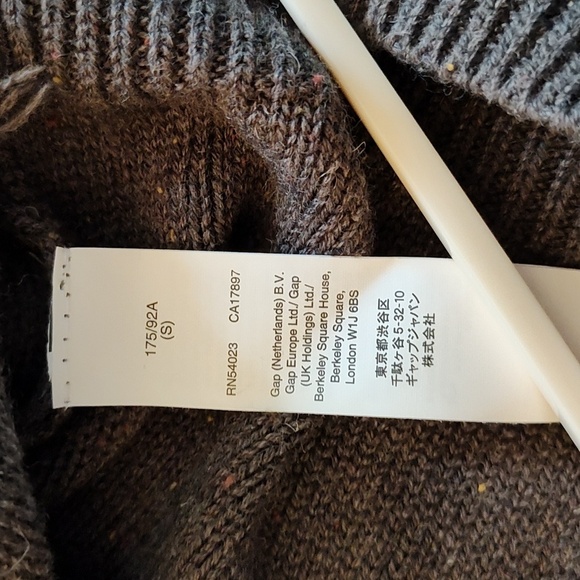 175/92A
(S)
RN54023 CA17897
Gap (Netherlands) B.V.
Gap Europe Ltd./ Gap
(UK Holdings) Ltd./
Berkeley Square House,
Berkeley Square,
London W1J 6BS
東京都渋谷区
千駄ケ谷 5-32-10
ギャップジャパン
株式会社